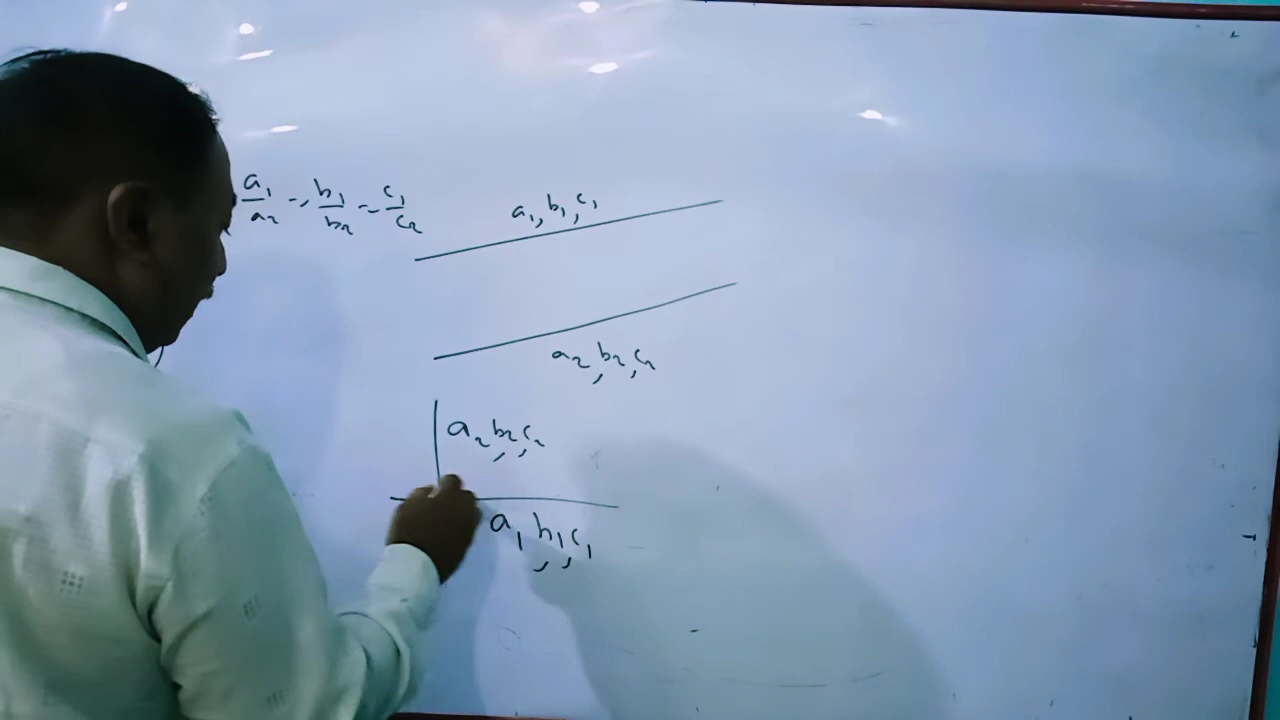 a₁/a₂ = b₁/b₂ = c₁/c₂
a₁, b₁, c₁
a₂, b₂, c₂
a₂, b₂, c₂
a₁, b₁, c₁